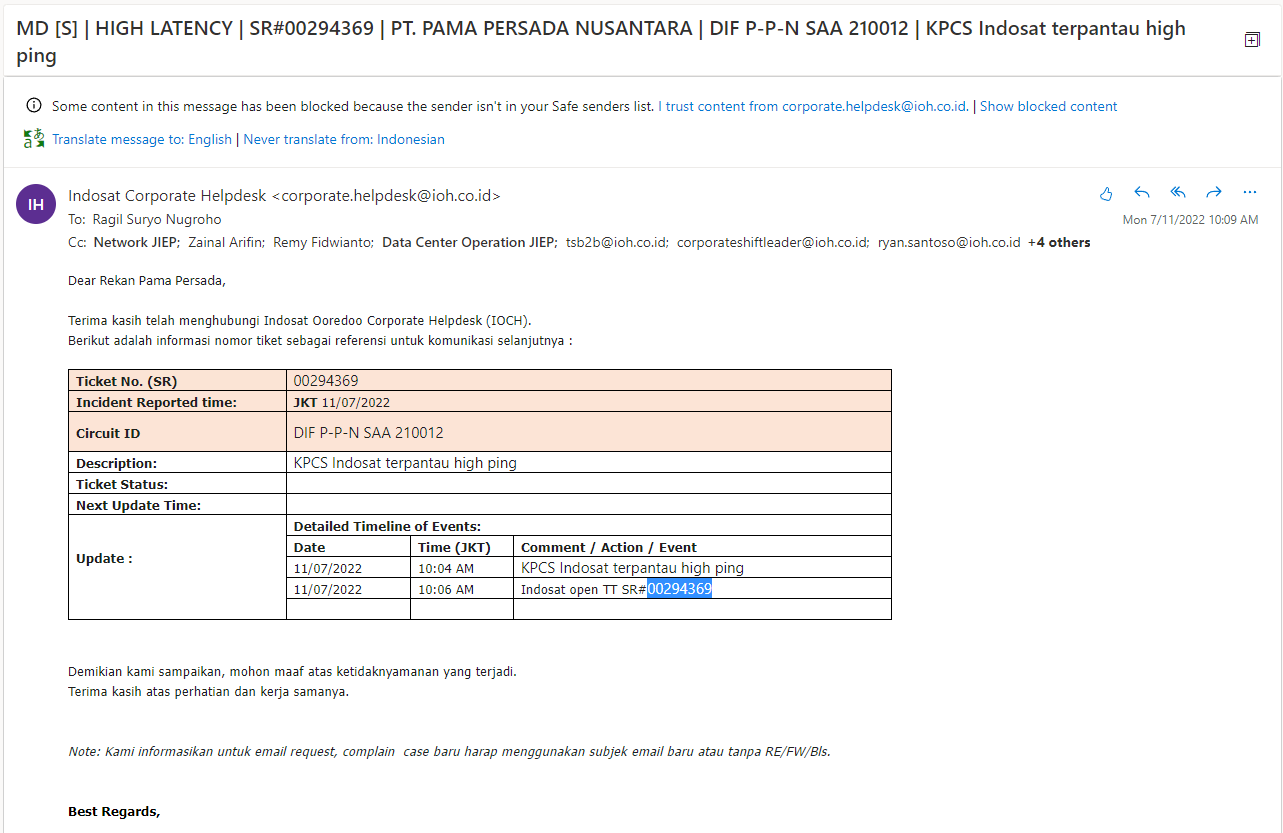 MD [S] | HIGH LATENCY | SR#00294369 | PT. PAMA PERSADA NUSANTARA | DIF P-P-N SAA 210012 | KPCS Indosat terpantau high
ping
Some content in this message has been blocked because the sender isn't in your Safe senders list. I trust content from corporate.helpdesk@ioh.co.id. | Show blocked content
Translate message to: English | Never translate from: Indonesian
IH
Indosat Corporate Helpdesk <corporate.helpdesk@ioh.co.id>
To: Ragil Suryo Nugroho
Mon 7/11/2022 10:09 AM
Cc: Network JIEP; Zainal Arifin; Remy Fidwianto; Data Center Operation JIEP; tsb2b@ioh.co.id; corporateshiftleader@ioh.co.id; ryan.santoso@ioh.co.id +4 others
Dear Rekan Pama Persada,
Terima kasih telah menghubungi Indosat Ooredoo Corporate Helpdesk (IOCH).
Berikut adalah informasi nomor tiket sebagai referensi untuk komunikasi selanjutnya :
Ticket No. (SR) 00294369
Incident Reported time: JKT 11/07/2022
Circuit ID DIF P-P-N SAA 210012
Description: KPCS Indosat terpantau high ping
Ticket Status:
Next Update Time:
Update :
Detailed Timeline of Events:
Date Time (JKT) Comment / Action / Event
11/07/2022 10:04 AM KPCS Indosat terpantau high ping
11/07/2022 10:06 AM Indosat open TT SR#00294369
Demikian kami sampaikan, mohon maaf atas ketidaknyamanan yang terjadi.
Terima kasih atas perhatian dan kerja samanya.
Note: Kami informasikan untuk email request, complain  case baru harap menggunakan subjek email baru atau tanpa RE/FW/Bls.
Best Regards,